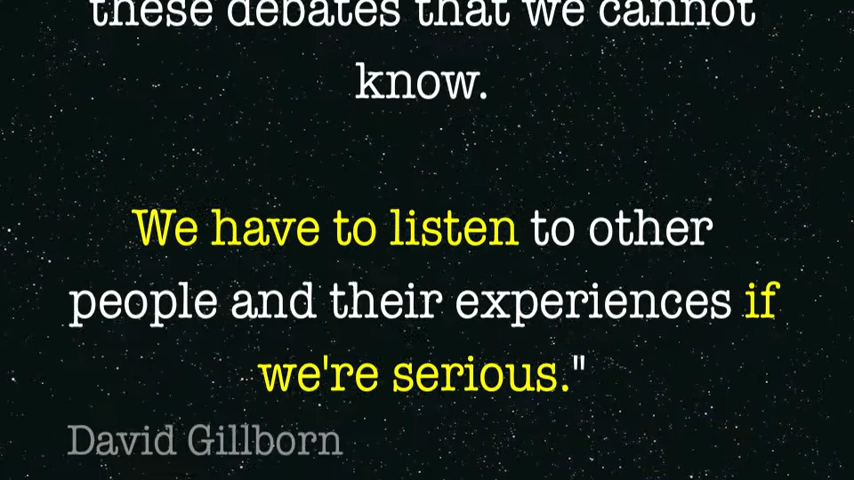 these debates that we cannot
know.
We have to listen to other
people and their experiences if
we're serious."
David Gillborn